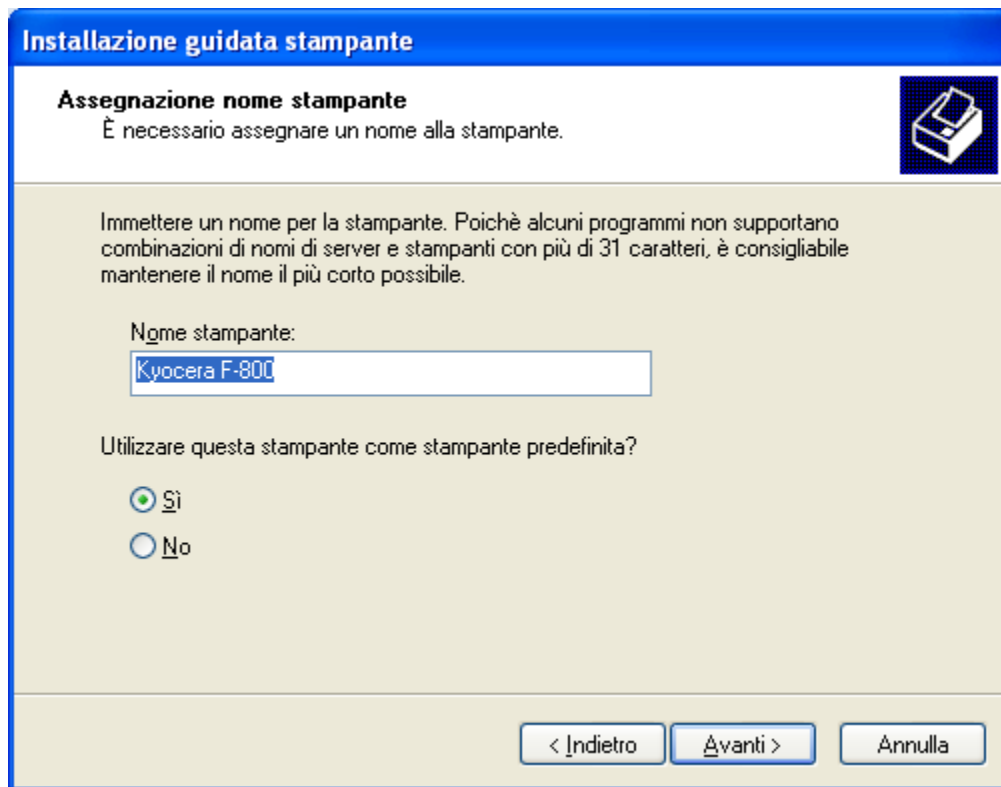 Installazione guidata stampante
Assegnazione nome stampante
È necessario assegnare un nome alla stampante.
Immettere un nome per la stampante. Poichè alcuni programmi non supportano
combinazioni di nomi di server e stampanti con più di 31 caratteri, è consigliabile
mantenere il nome il più corto possibile.
Nome stampante:
Kyocera F-800
Utilizzare questa stampante come stampante predefinita?
Sì
No
< Indietro Avanti > Annulla